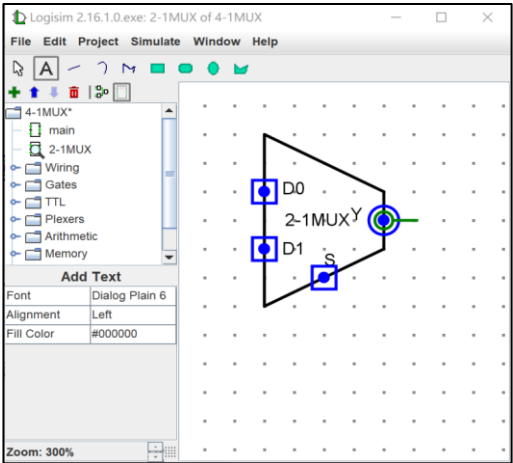 Logisim 2.16.1.0.exe: 2-1MUX of 4-1MUX
File Edit Project Simulate Window Help
A
4-1MUX*
main
2-1MUX
Wiring
Gates
TTL
Plexers
Arithmetic
Memory
Add Text
Font Dialog Plain 6
Alignment Left
Fill Color #000000
Zoom: 300%
D0
2-1MUX Y
D1
S